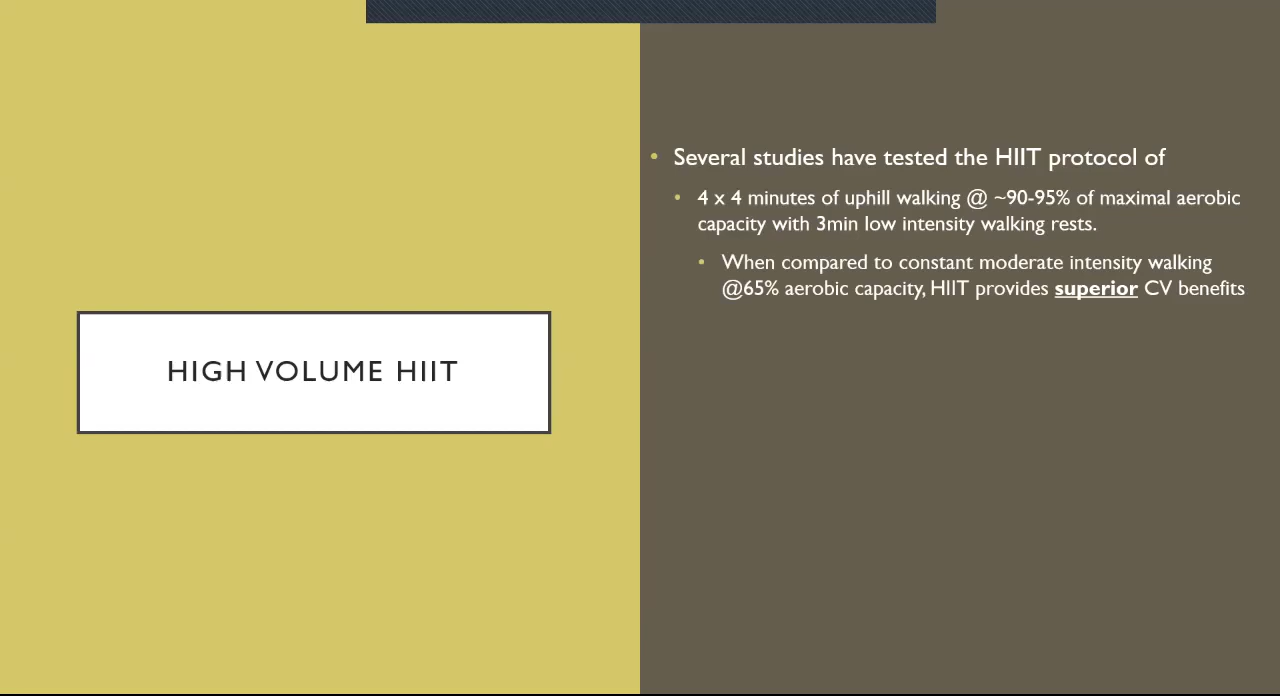 HIGH VOLUME HIIT
• Several studies have tested the HIIT protocol of
• 4 x 4 minutes of uphill walking @ ~90-95% of maximal aerobic
capacity with 3min low intensity walking rests.
• When compared to constant moderate intensity walking
@65% aerobic capacity, HIIT provides superior CV benefits